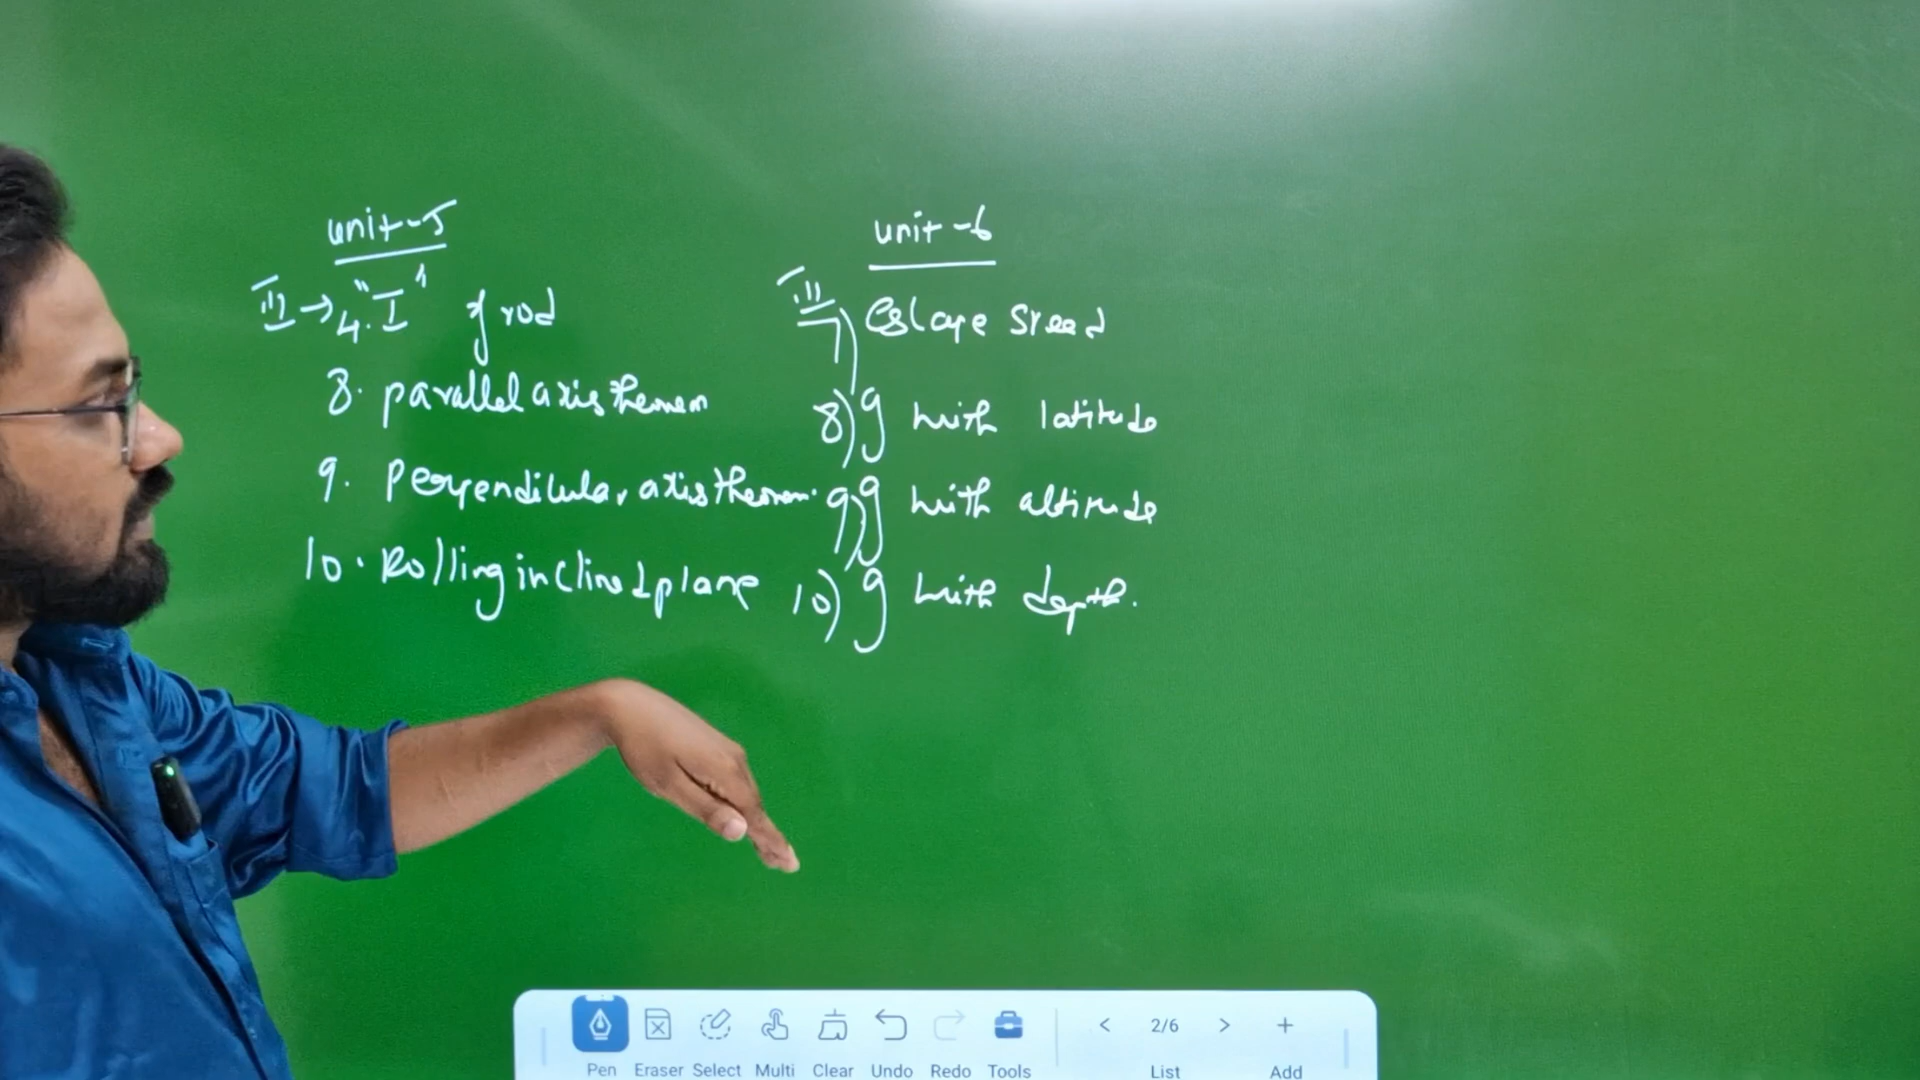 unit-5
III → 4. "I" of rod
8. parallel axis theorem
9. perpendicular axis theorem.
10. Rolling inclined plane
unit-6
III
7) Escape speed
8) g with latitude
9) g with altitude
10) g with depth.
Pen Eraser Select Multi Clear Undo Redo Tools < 2/6 > List + Add